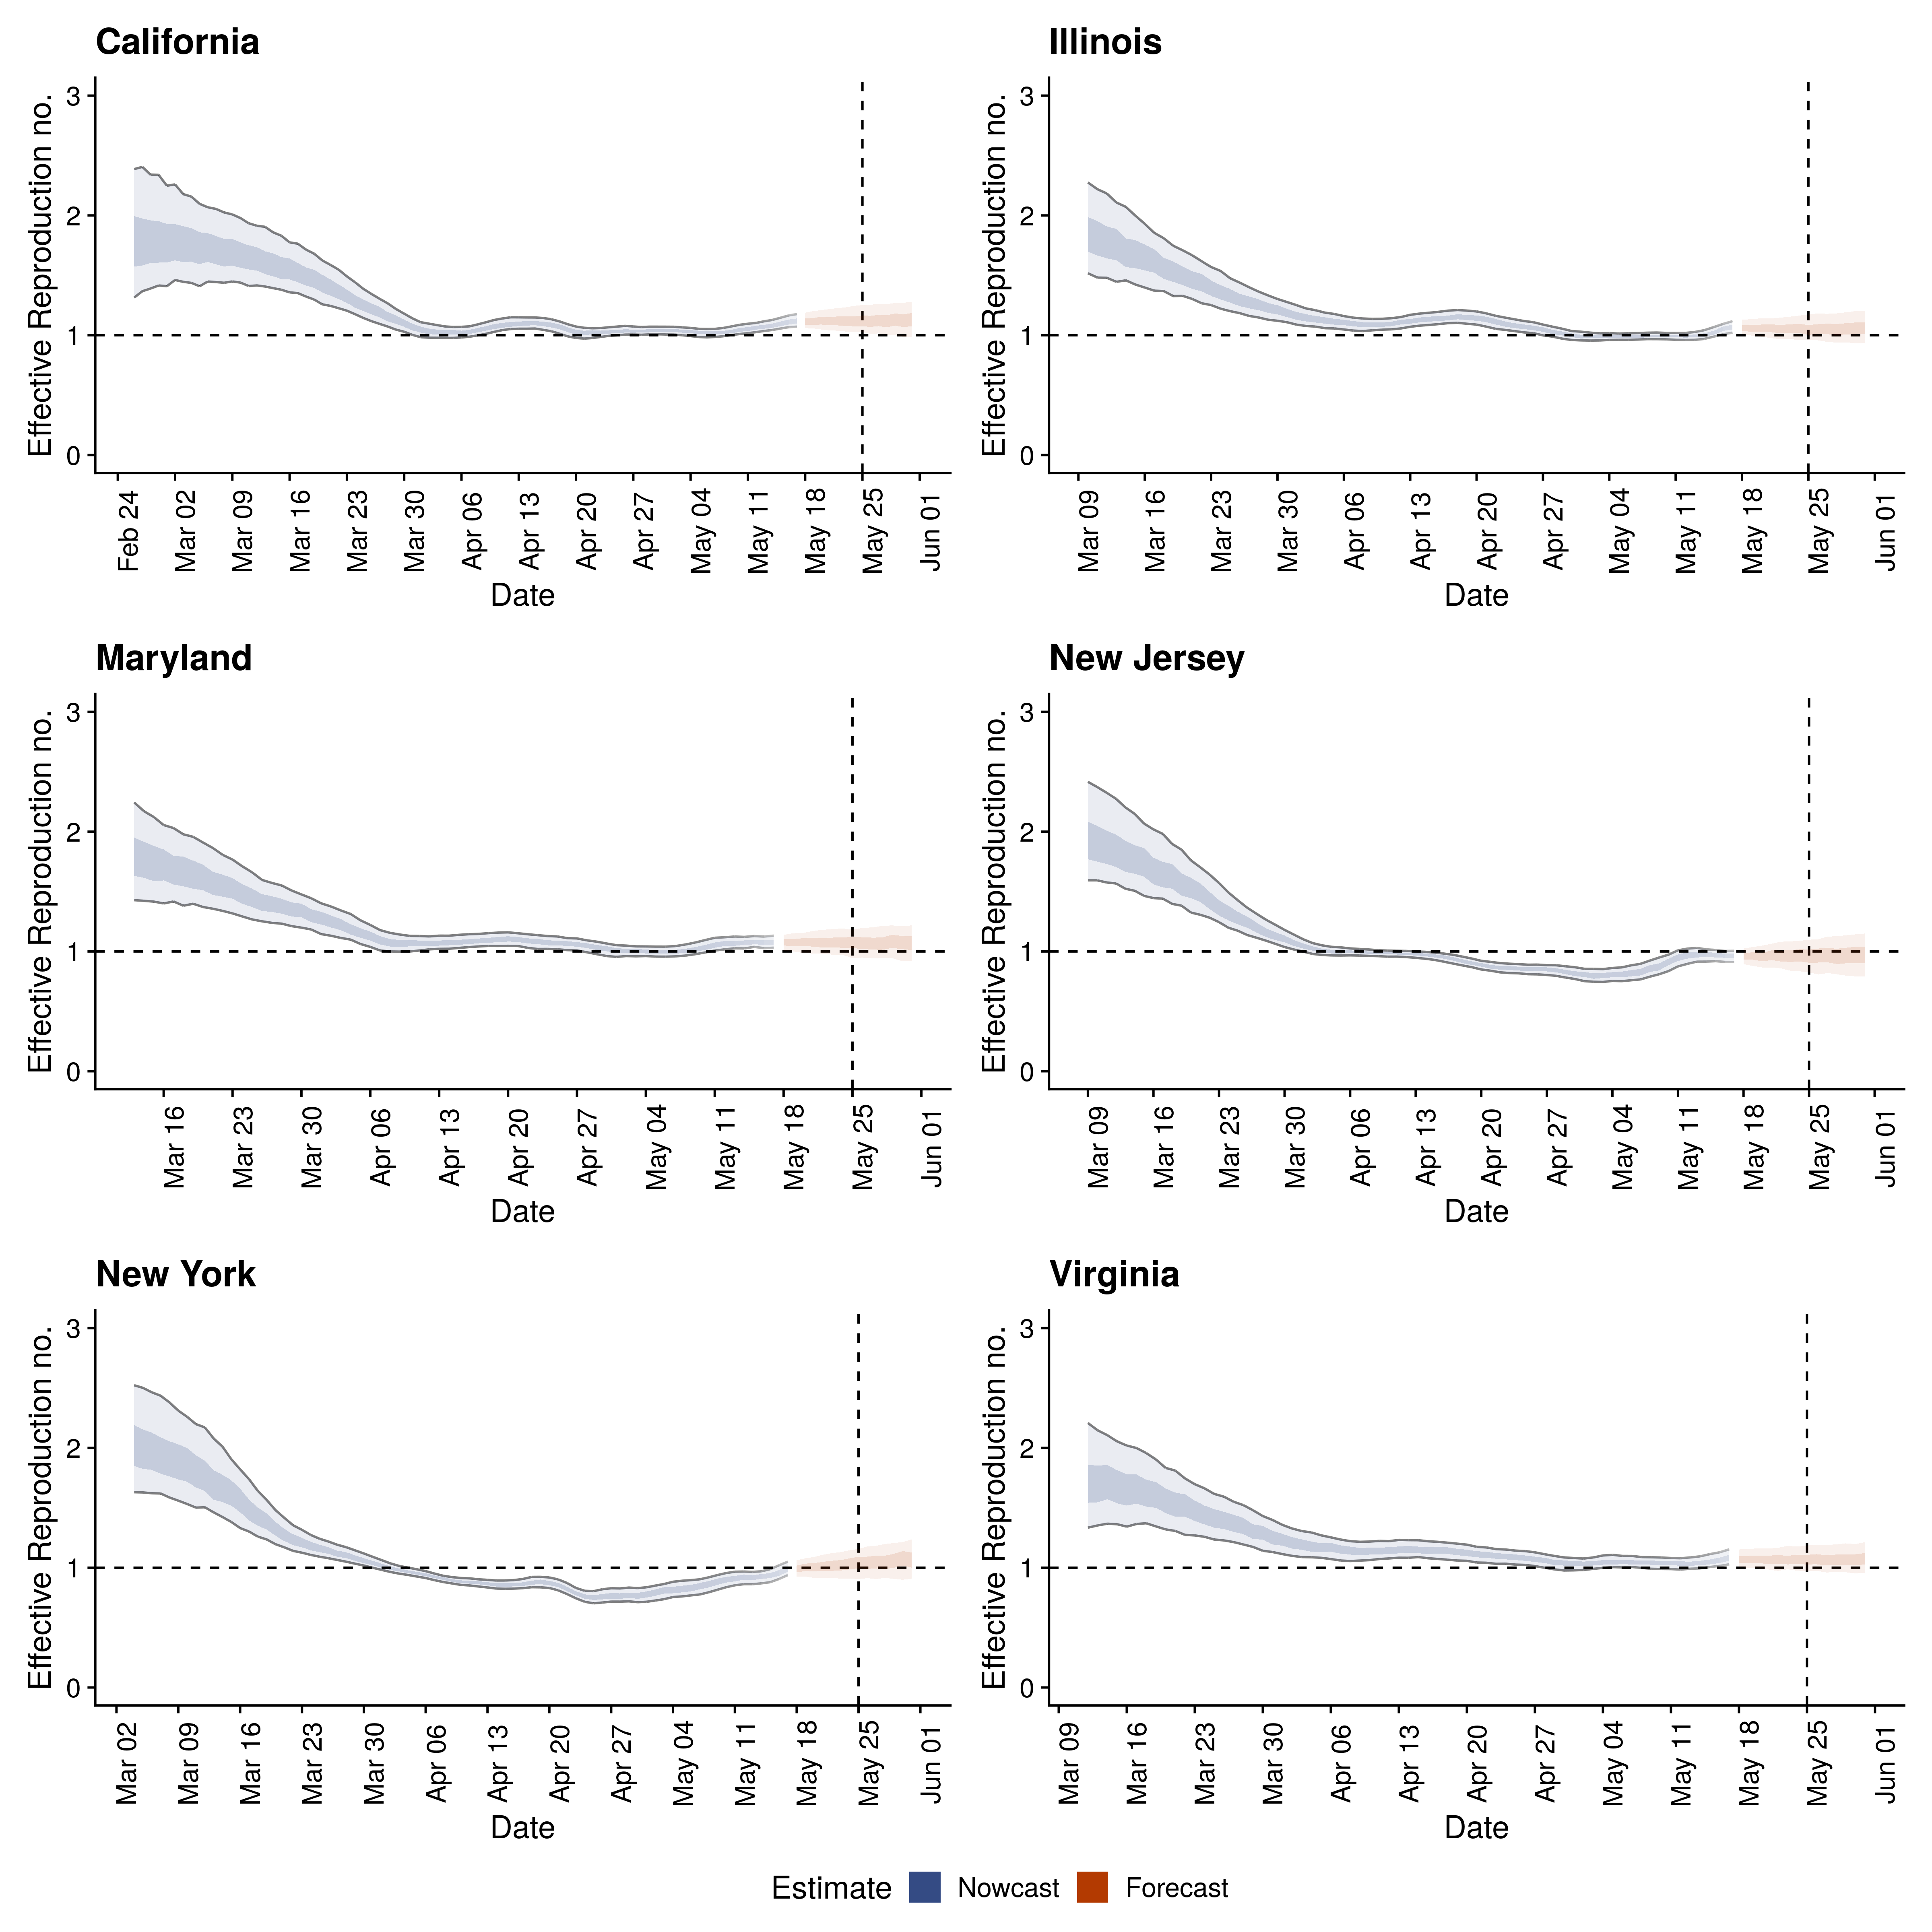 California
Illinois
Effective Reproduction no.
3
2
1
0
Feb 24
Mar 02
Mar 09
Mar 16
Mar 23
Mar 30
Apr 06
Apr 13
Apr 20
Apr 27
May 04
May 11
May 18
May 25
Jun 01
Date
Effective Reproduction no.
3
2
1
0
Mar 09
Mar 16
Mar 23
Mar 30
Apr 06
Apr 13
Apr 20
Apr 27
May 04
May 11
May 18
May 25
Jun 01
Date
Maryland
New Jersey
Effective Reproduction no.
3
2
1
0
Mar 16
Mar 23
Mar 30
Apr 06
Apr 13
Apr 20
Apr 27
May 04
May 11
May 18
May 25
Jun 01
Date
Effective Reproduction no.
3
2
1
0
Mar 09
Mar 16
Mar 23
Mar 30
Apr 06
Apr 13
Apr 20
Apr 27
May 04
May 11
May 18
May 25
Jun 01
Date
New York
Virginia
Effective Reproduction no.
3
2
1
0
Mar 02
Mar 09
Mar 16
Mar 23
Mar 30
Apr 06
Apr 13
Apr 20
Apr 27
May 04
May 11
May 18
May 25
Jun 01
Date
Effective Reproduction no.
3
2
1
0
Mar 09
Mar 16
Mar 23
Mar 30
Apr 06
Apr 13
Apr 20
Apr 27
May 04
May 11
May 18
May 25
Jun 01
Date
Estimate Nowcast Forecast